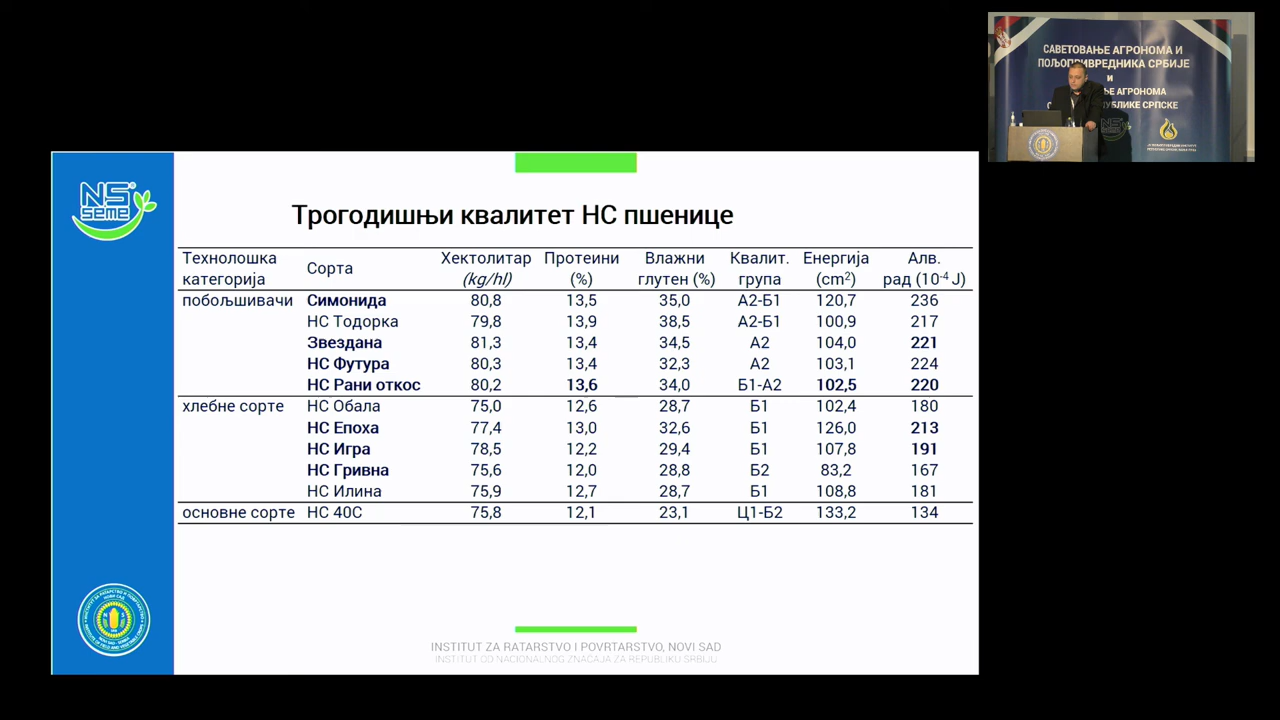 САВЕТОВАЊЕ АГРОНОМА И
ПОЉОПРИВРЕДНИКА СРБИЈЕ
и
АГРОНОМА
СРПСКЕ
NS
NS®
seme
Трогодишњи квалитет НС пшенице
Технолошка категорија Сорта Хектолитар (kg/hl) Протеини (%) Влажни глутен (%) Квалит. група Енергија (cm²) Алв. рад (10⁻⁴ Ј)
побољшивачи Симонида 80,8 13,5 35,0 А2-Б1 120,7 236
НС Тодорка 79,8 13,9 38,5 А2-Б1 100,9 217
Звездана 81,3 13,4 34,5 А2 104,0 221
НС Футура 80,3 13,4 32,3 А2 103,1 224
НС Рани откос 80,2 13,6 34,0 Б1-А2 102,5 220
хлебне сорте НС Обала 75,0 12,6 28,7 Б1 102,4 180
НС Епоха 77,4 13,0 32,6 Б1 126,0 213
НС Игра 78,5 12,2 29,4 Б1 107,8 191
НС Гривна 75,6 12,0 28,8 Б2 83,2 167
НС Илина 75,9 12,7 28,7 Б1 108,8 181
основне сорте НС 40С 75,8 12,1 23,1 Ц1-Б2 133,2 134
INSTITUT ZA RATARSTVO I POVRTARSTVO, NOVI SAD
INSTITUT OD NACIONALNOG ZNAČAJA ZA REPUBLIKU SRBIJU